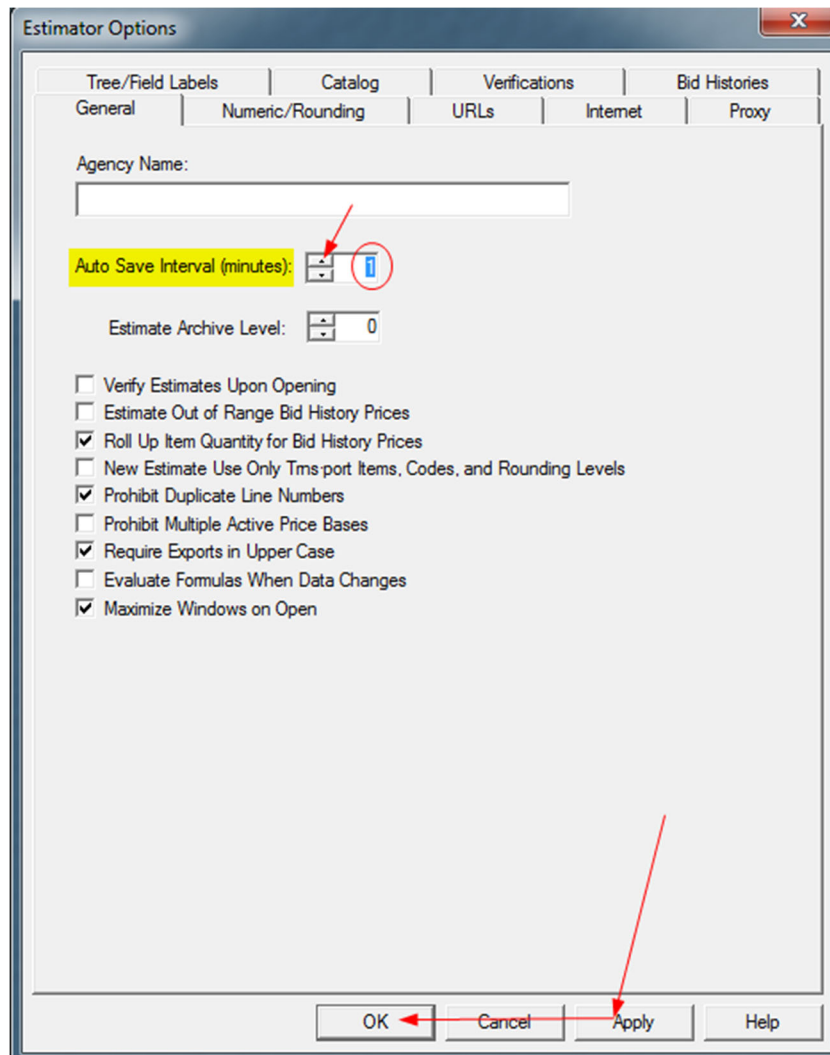 Estimator Options
Tree/Field Labels Catalog Verifications Bid Histories
General Numeric/Rounding URLs Internet Proxy
Agency Name:
Auto Save Interval (minutes): 1
Estimate Archive Level: 0
Verify Estimates Upon Opening
Estimate Out of Range Bid History Prices
Roll Up Item Quantity for Bid History Prices
New Estimate Use Only Trns·port Items, Codes, and Rounding Levels
Prohibit Duplicate Line Numbers
Prohibit Multiple Active Price Bases
Require Exports in Upper Case
Evaluate Formulas When Data Changes
Maximize Windows on Open
OK Cancel Apply Help